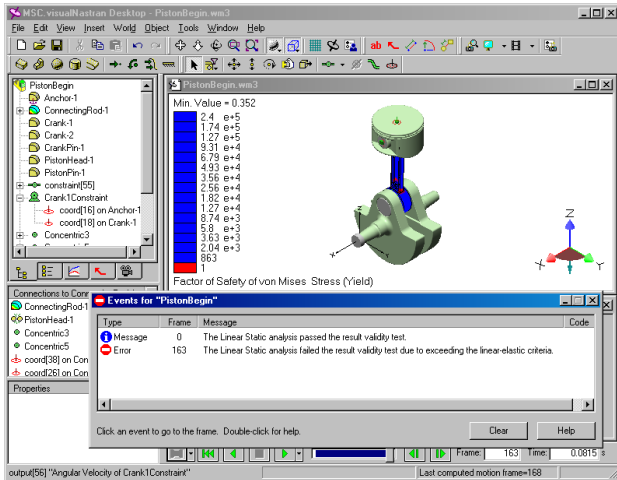 MSC.visualNastran Desktop - PistonBegin.wm3
File Edit View Insert World Object Tools Window Help
PistonBegin
Anchor-1
ConnectingRod-1
Crank-1
Crank-2
CrankPin-1
PistonHead-1
PistonPin-1
constraint[55]
Crank1Constraint
coord[16] on Anchor-1
coord[18] on Crank-1
Concentric3
PistonBegin.wm3
Min. Value = 0.352
2.4 e+5
1.74 e+5
1.27 e+5
9.31 e+4
6.79 e+4
4.93 e+4
3.56 e+4
2.56 e+4
1.82 e+4
1.27 e+4
8.74 e+3
5.8 e+3
3.63 e+3
2.04 e+3
863
1
Factor of Safety of von Mises Stress (Yield)
Z
X
Y
Connections to
ConnectingRod-1
PistonHead-1
Concentric3
Concentric5
coord[38] on Con
coord[26] on Con
Properties
Events for "PistonBegin"
Type Frame Message Code
Message 0 The Linear Static analysis passed the result validity test.
Error 163 The Linear Static analysis failed the result validity test due to exceeding the linear-elastic criteria.
Click an event to go to the frame. Double-click for help.
Clear Help
Frame: 163 Time: 0.0815 s
output[56] "Angular Velocity of Crank1Constraint" Last computed motion frame=168